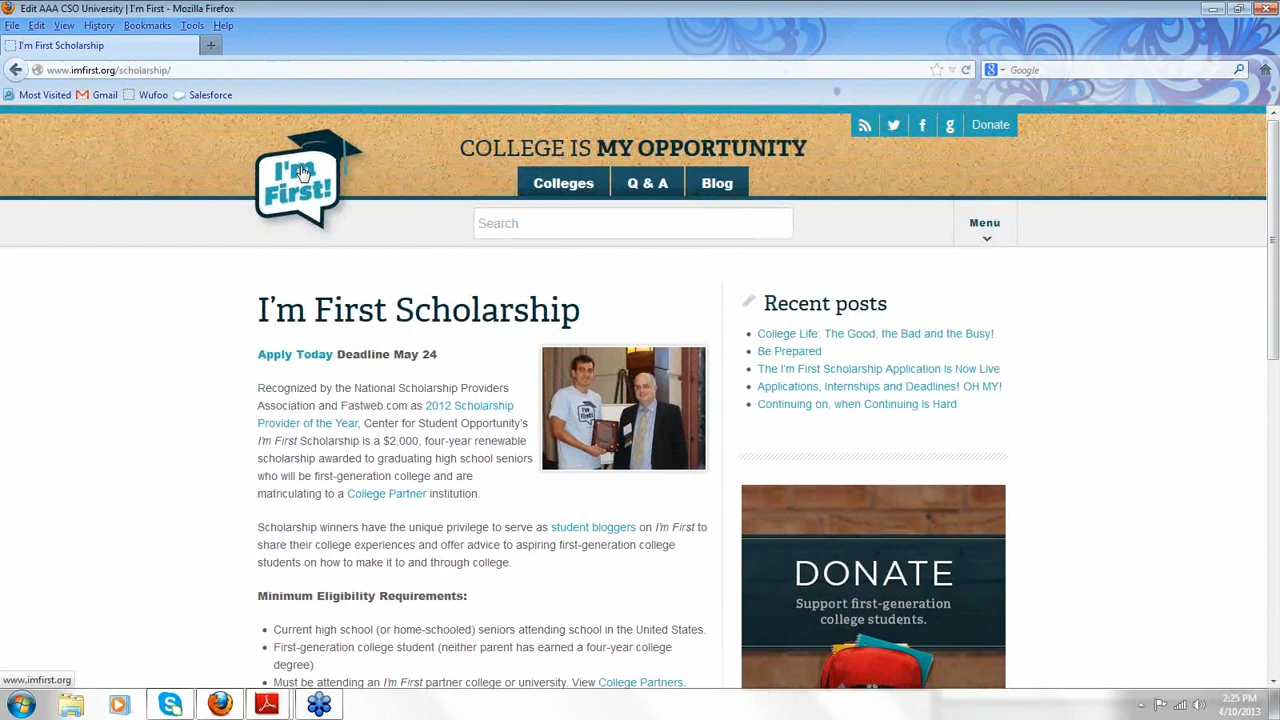 Edit AAA CSO University | I'm First - Mozilla Firefox
File Edit View History Bookmarks Tools Help
I'm First Scholarship
www.imfirst.org/scholarship/
Google
Most Visited Gmail Wufoo Salesforce
Donate
COLLEGE IS MY OPPORTUNITY
I'm
First!
Colleges Q & A Blog
Search
Menu
I'm First Scholarship
Apply Today Deadline May 24
Recognized by the National Scholarship Providers
Association and Fastweb.com as 2012 Scholarship
Provider of the Year, Center for Student Opportunity's
I'm First Scholarship is a $2,000, four-year renewable
scholarship awarded to graduating high school seniors
who will be first-generation college and are
matriculating to a College Partner institution.
Scholarship winners have the unique privilege to serve as student bloggers on I'm First to
share their college experiences and offer advice to aspiring first-generation college
students on how to make it to and through college.
Minimum Eligibility Requirements:
Current high school (or home-schooled) seniors attending school in the United States.
First-generation college student (neither parent has earned a four-year college
degree)
Must be attending an I'm First partner college or university. View College Partners.
Recent posts
College Life: The Good, the Bad and the Busy!
Be Prepared
The I'm First Scholarship Application Is Now Live
Applications, Internships and Deadlines! OH MY!
Continuing on, when Continuing Is Hard
DONATE
Support first-generation
college students.
www.imfirst.org
2:25 PM
4/10/2013